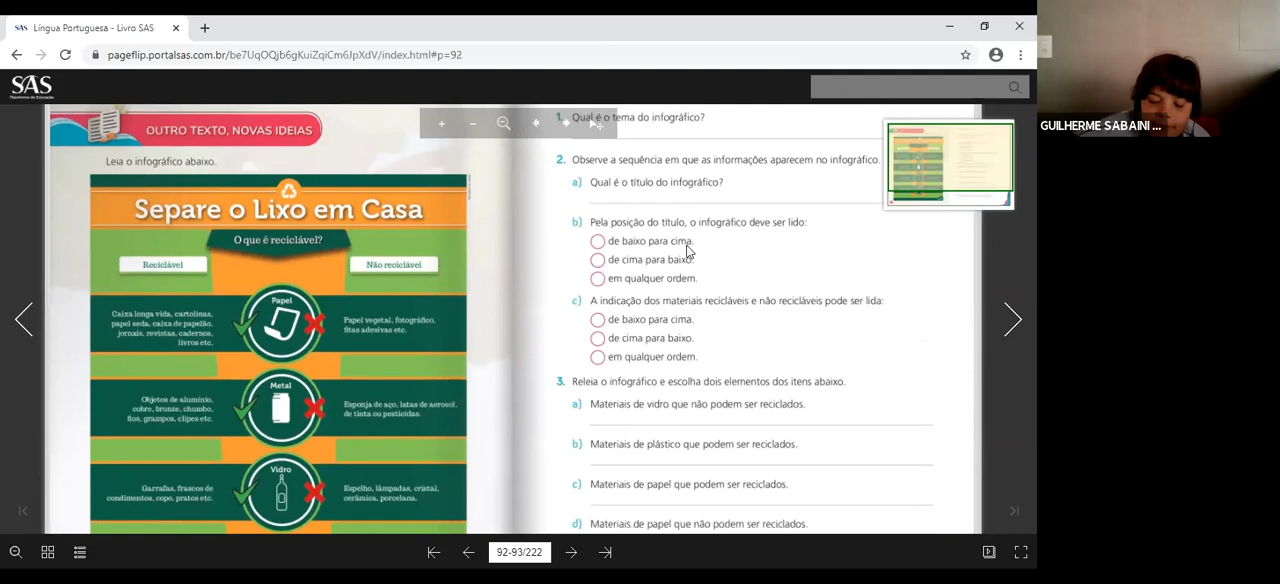 SAS Língua Portuguesa - Livro SAS
pageflip.portalsas.com.br/be7UqOQjb6gKuiZqiCm6JpXdV/index.html#p=92
SAS
Plataforma de Educação
OUTRO TEXTO, NOVAS IDEIAS
Leia o infográfico abaixo.
Separe o Lixo em Casa
O que é reciclável?
Reciclável
Não reciclável
Papel
Caixa longa vida, cartolinas,
papel seda, caixa de papelão,
jornais, revistas, cadernos,
livros etc.
Papel vegetal, fotográfico,
fitas adesivas etc.
Metal
Objetos de alumínio,
cobre, bronze, chumbo,
fios, grampos, clipes etc.
Esponja de aço, latas de aerosol,
de tinta ou pesticidas.
Vidro
Garrafas, frascos de
condimentos, copo, pratos etc.
Espelho, lâmpadas, cristal,
cerâmica, porcelana.
1. Qual é o tema do infográfico?
2. Observe a sequência em que as informações aparecem no infográfico.
a) Qual é o título do infográfico?
b) Pela posição do título, o infográfico deve ser lido:
de baixo para cima.
de cima para baixo.
em qualquer ordem.
c) A indicação dos materiais recicláveis e não recicláveis pode ser lida:
de baixo para cima.
de cima para baixo.
em qualquer ordem.
3. Releia o infográfico e escolha dois elementos dos itens abaixo.
a) Materiais de vidro que não podem ser reciclados.
b) Materiais de plástico que podem ser reciclados.
c) Materiais de papel que podem ser reciclados.
d) Materiais de papel que não podem ser reciclados.
92-93/222
GUILHERME SABAINI ...